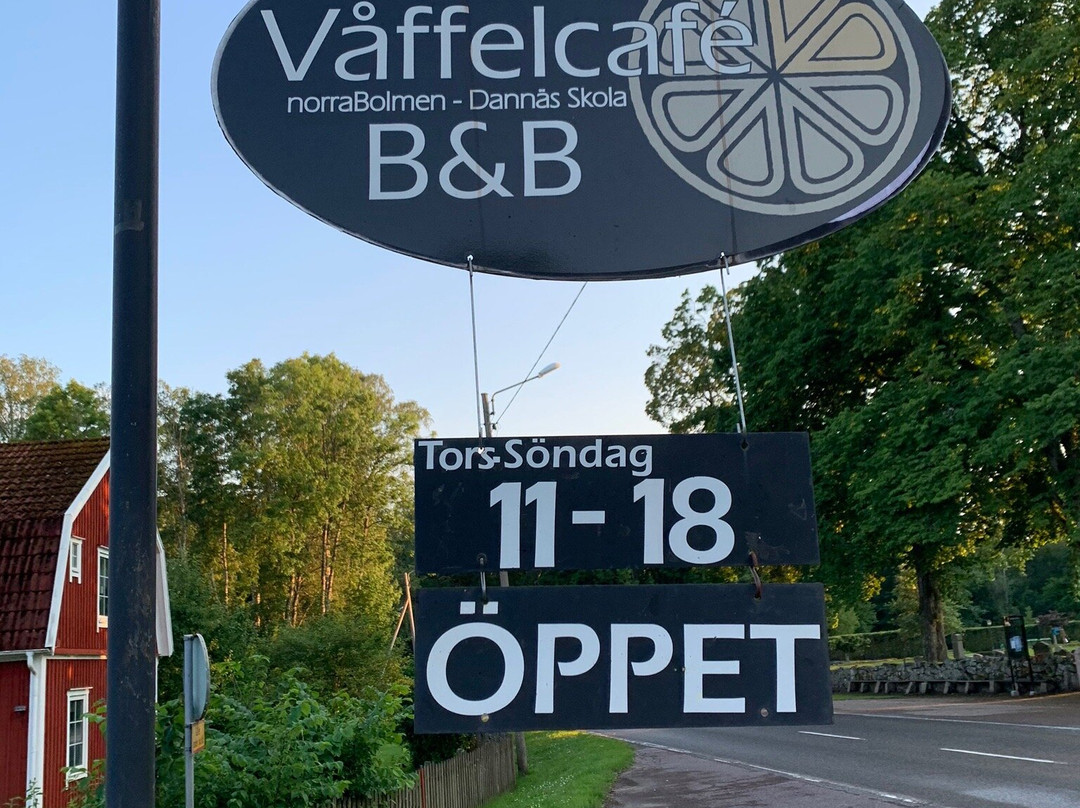 Våffelcafé
norraBolmen - Dannäs Skola
B&B
Tors-Söndag
11-18
ÖPPET